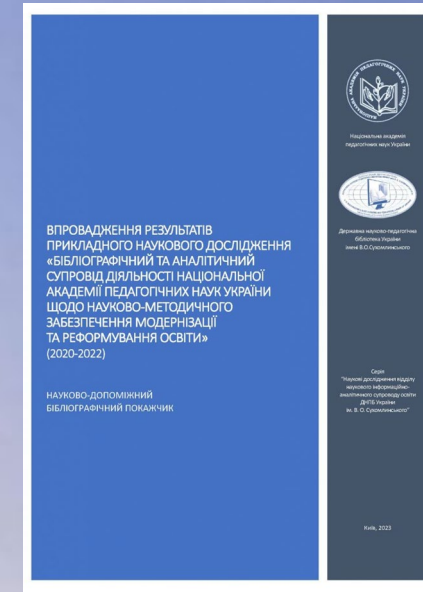 ВПРОВАДЖЕННЯ РЕЗУЛЬТАТІВ
ПРИКЛАДНОГО НАУКОВОГО ДОСЛІДЖЕННЯ
«БІБЛІОГРАФІЧНИЙ ТА АНАЛІТИЧНИЙ
СУПРОВІД ДІЯЛЬНОСТІ НАЦІОНАЛЬНОЇ
АКАДЕМІЇ ПЕДАГОГІЧНИХ НАУК УКРАЇНИ
ЩОДО НАУКОВО-МЕТОДИЧНОГО
ЗАБЕЗПЕЧЕННЯ МОДЕРНІЗАЦІЇ
ТА РЕФОРМУВАННЯ ОСВІТИ»
(2020-2022)
НАУКОВО-ДОПОМІЖНИЙ
БІБЛІОГРАФІЧНИЙ ПОКАЖЧИК
Національна академія
педагогічних наук України
Державна науково-педагогічна
бібліотека України
імені В.О.Сухомлинського
Серія
"Наукові дослідження відділу
наукового інформаційно-
аналітичного супроводу освіти
ДНПБ України
ім. В. О. Сухомлинського"
Київ, 2023